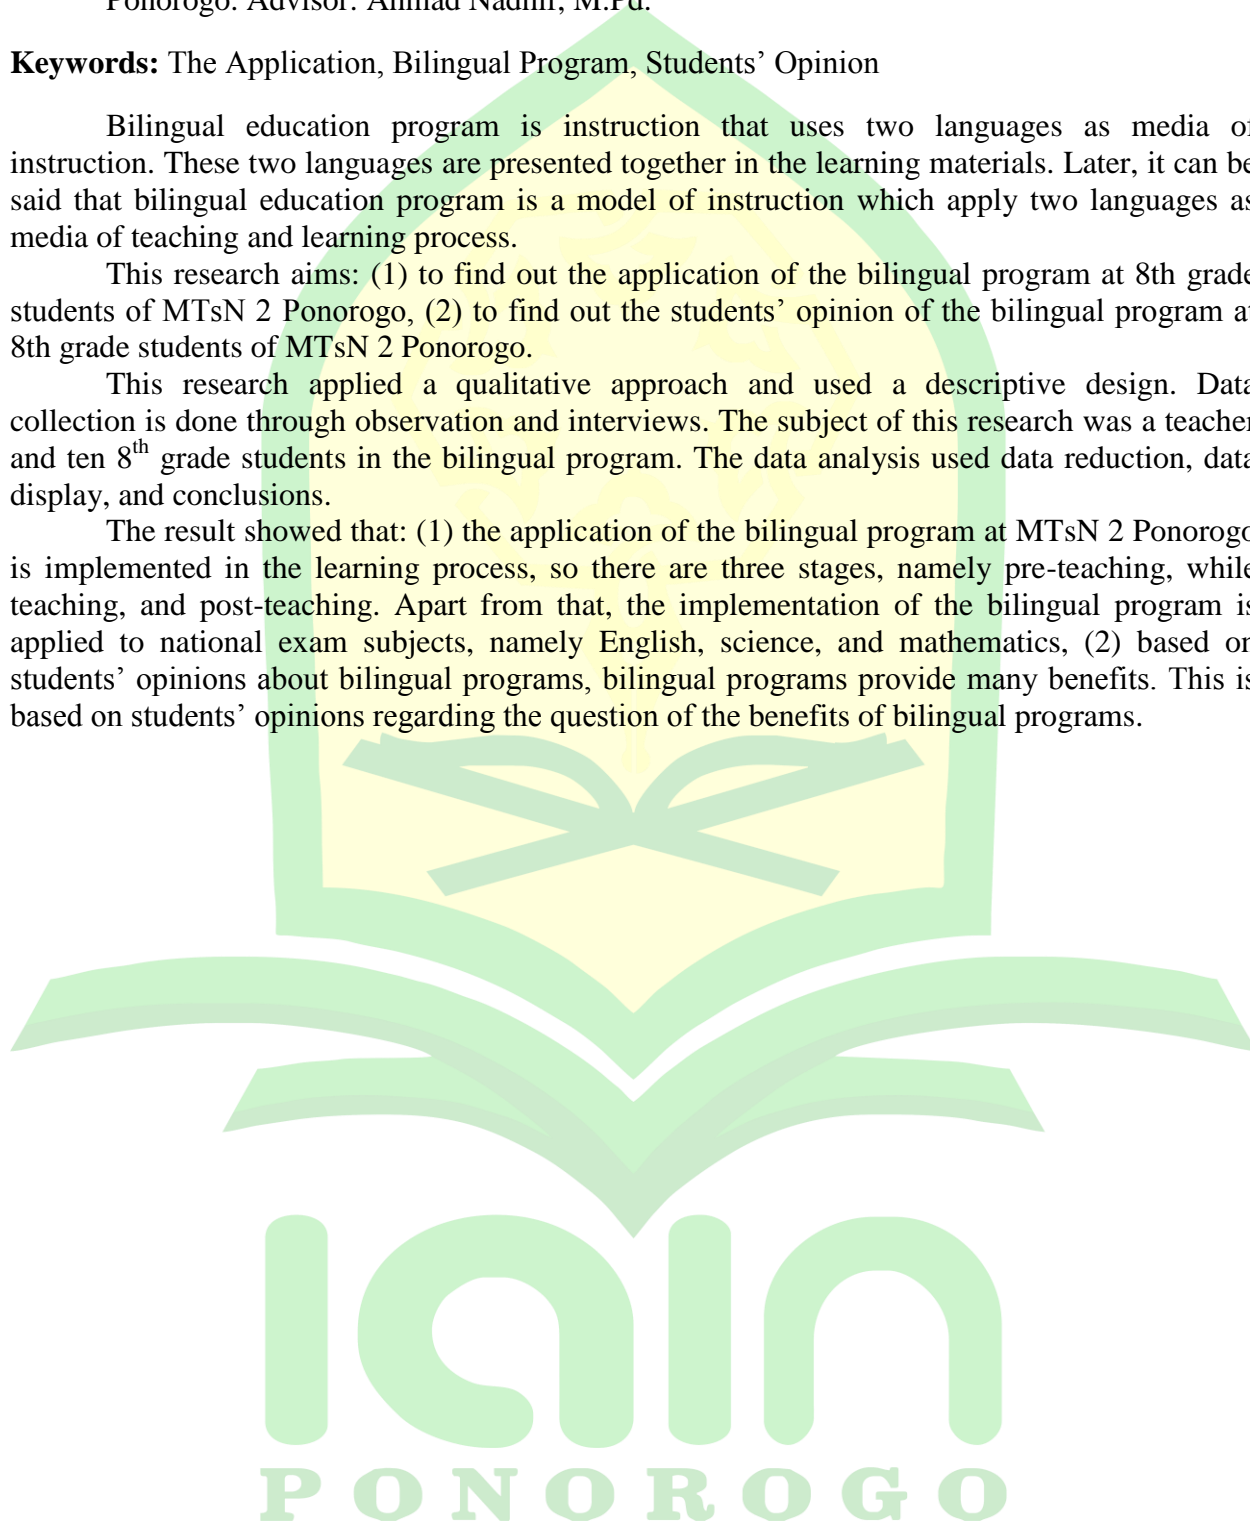 Ponorogo. Advisor: Ahmad Nadhif, M.Pd.
Keywords: The Application, Bilingual Program, Students’ Opinion
Bilingual education program is instruction that uses two languages as media of
instruction. These two languages are presented together in the learning materials. Later, it can be
said that bilingual education program is a model of instruction which apply two languages as
media of teaching and learning process.
This research aims: (1) to find out the application of the bilingual program at 8th grade
students of MTsN 2 Ponorogo, (2) to find out the students’ opinion of the bilingual program at
8th grade students of MTsN 2 Ponorogo.
This research applied a qualitative approach and used a descriptive design. Data
collection is done through observation and interviews. The subject of this research was a teacher
and ten 8th grade students in the bilingual program. The data analysis used data reduction, data
display, and conclusions.
The result showed that: (1) the application of the bilingual program at MTsN 2 Ponorogo
is implemented in the learning process, so there are three stages, namely pre-teaching, while
teaching, and post-teaching. Apart from that, the implementation of the bilingual program is
applied to national exam subjects, namely English, science, and mathematics, (2) based on
students’ opinions about bilingual programs, bilingual programs provide many benefits. This is
based on students’ opinions regarding the question of the benefits of bilingual programs.
IAIN
PONOROGO